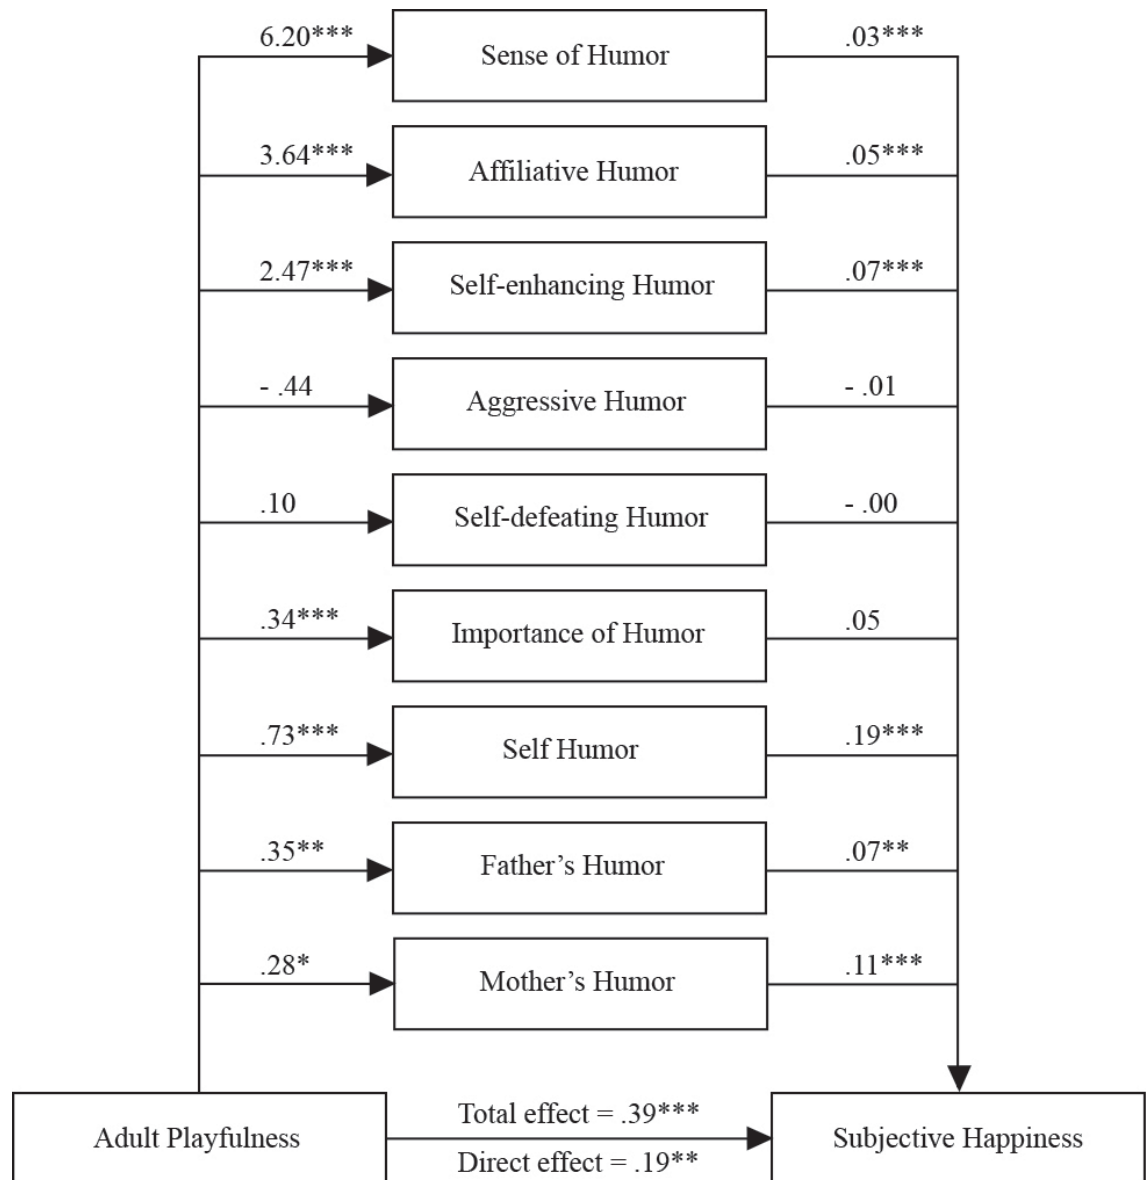 6.20*** Sense of Humor .03***
3.64*** Affiliative Humor .05***
2.47*** Self-enhancing Humor .07***
- .44 Aggressive Humor - .01
.10 Self-defeating Humor - .00
.34*** Importance of Humor .05
.73*** Self Humor .19***
.35** Father’s Humor .07**
.28* Mother’s Humor .11***
Total effect = .39***
Adult Playfulness Subjective Happiness
Direct effect = .19**